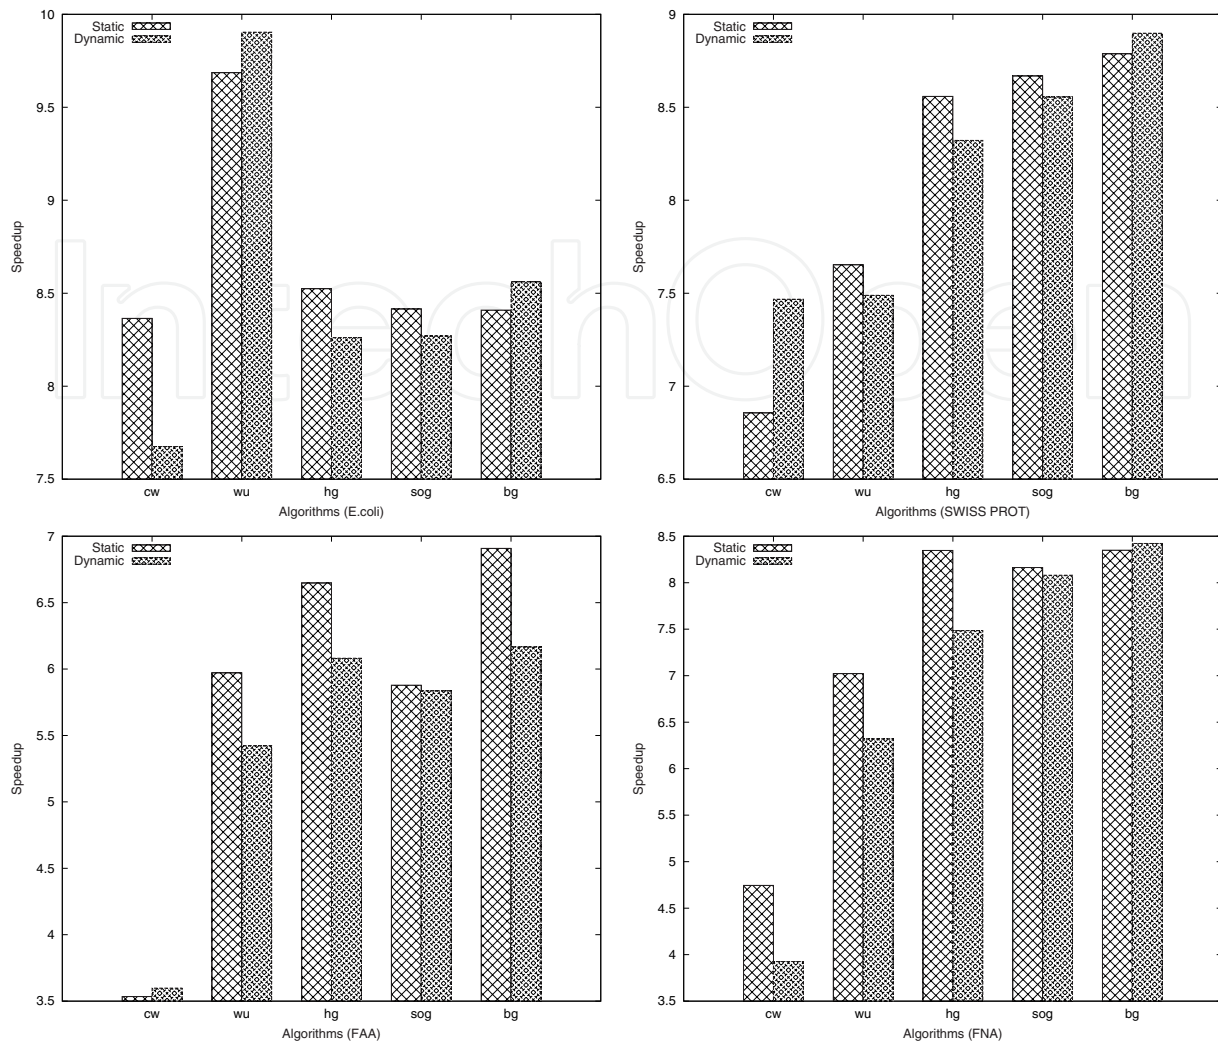 10
9.5
9
8.5
8
7.5
Speedup
Static
Dynamic
cw wu hg sog bg
Algorithms (E.coli)
9
8.5
8
7.5
7
6.5
Speedup
Static
Dynamic
cw wu hg sog bg
Algorithms (SWISS PROT)
7
6.5
6
5.5
5
4.5
4
3.5
Speedup
Static
Dynamic
cw wu hg sog bg
Algorithms (FAA)
8.5
8
7.5
7
6.5
6
5.5
5
4.5
4
3.5
Speedup
Static
Dynamic
cw wu hg sog bg
Algorithms (FNA)
IntechOpen